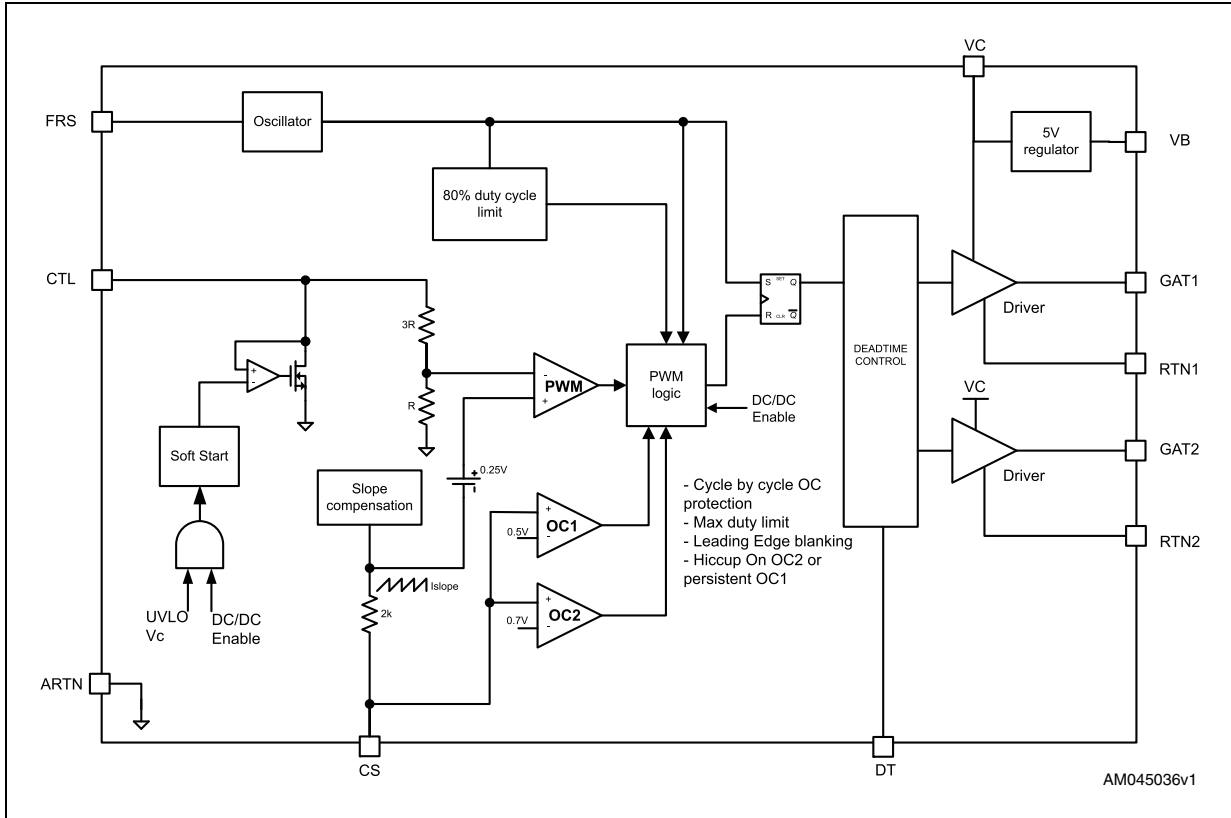 VC
FRS
Oscillator
5V
regulator
VB
80% duty cycle
limit
CTL
S SET Q
R CLR Q
GAT1
Driver
3R
DEADTIME
CONTROL
+
-
-
PWM
+
PWM
logic
RTN1
R
DC/DC
Enable
VC
Soft Start
GAT2
+
0.25V
-
Driver
Slope
compensation
- Cycle by cycle OC
protection
- Max duty limit
- Leading Edge blanking
- Hiccup On OC2 or
persistent OC1
+
OC1
0.5V
-
RTN2
Islope
2k
+
OC2
0.7V
-
UVLO
Vc
DC/DC
Enable
ARTN
CS
DT
AM045036v1